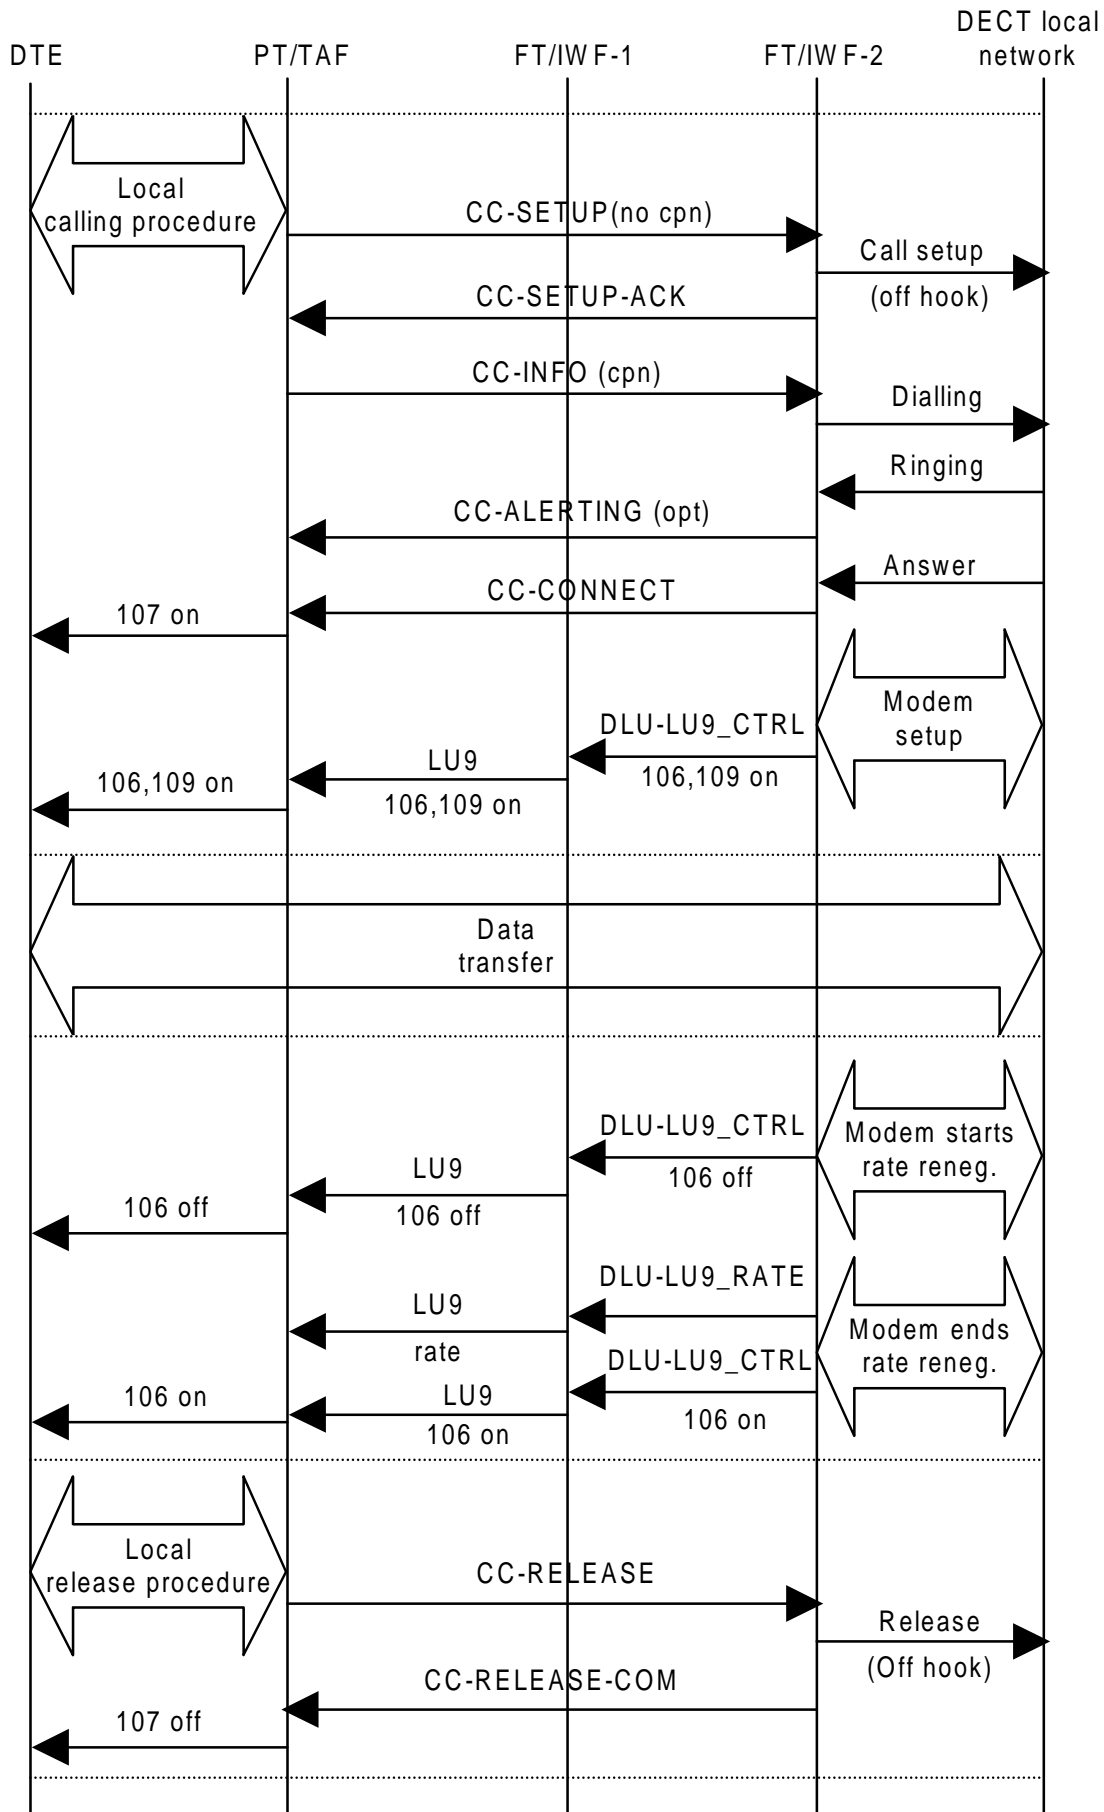 DECT local
network
DTE
PT/TAF
FT/IWF-1
FT/IWF-2
Local
calling procedure
CC-SETUP(no cpn)
Call setup
(off hook)
CC-SETUP-ACK
CC-INFO (cpn)
Dialling
Ringing
CC-ALERTING (opt)
Answer
CC-CONNECT
107 on
Modem
setup
DLU-LU9_CTRL
106,109 on
LU9
106,109 on
106,109 on
Data
transfer
Modem starts
rate reneg.
DLU-LU9_CTRL
106 off
LU9
106 off
106 off
DLU-LU9_RATE
LU9
rate
Modem ends
rate reneg.
DLU-LU9_CTRL
106 on
LU9
106 on
106 on
Local
release procedure
CC-RELEASE
Release
(Off hook)
CC-RELEASE-COM
107 off